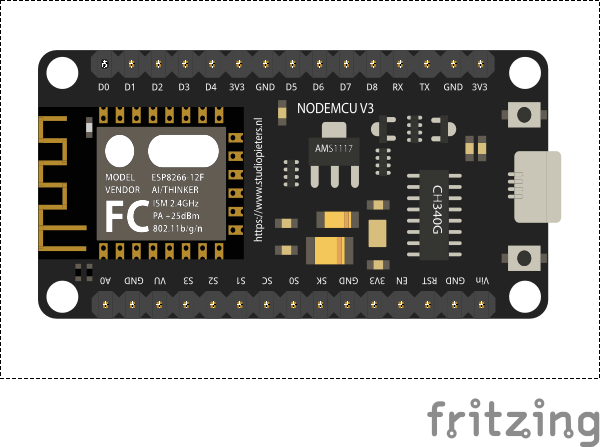 D0 D1 D2 D3 D4 3V3 GND D5 D6 D7 D8 RX TX GND 3V3
NODEMCU V3
https://www.studiopieters.nl
AMS1117
CH340G
MODEL ESP8266-12F
VENDOR AI/THINKER
FC
ISM 2.4GHz
PA +25dBm
802.11b/g/n
A0 GND VU S3 S2 S1 SC S0 SK GND 3V3 EN RST GND Vin
fritzing